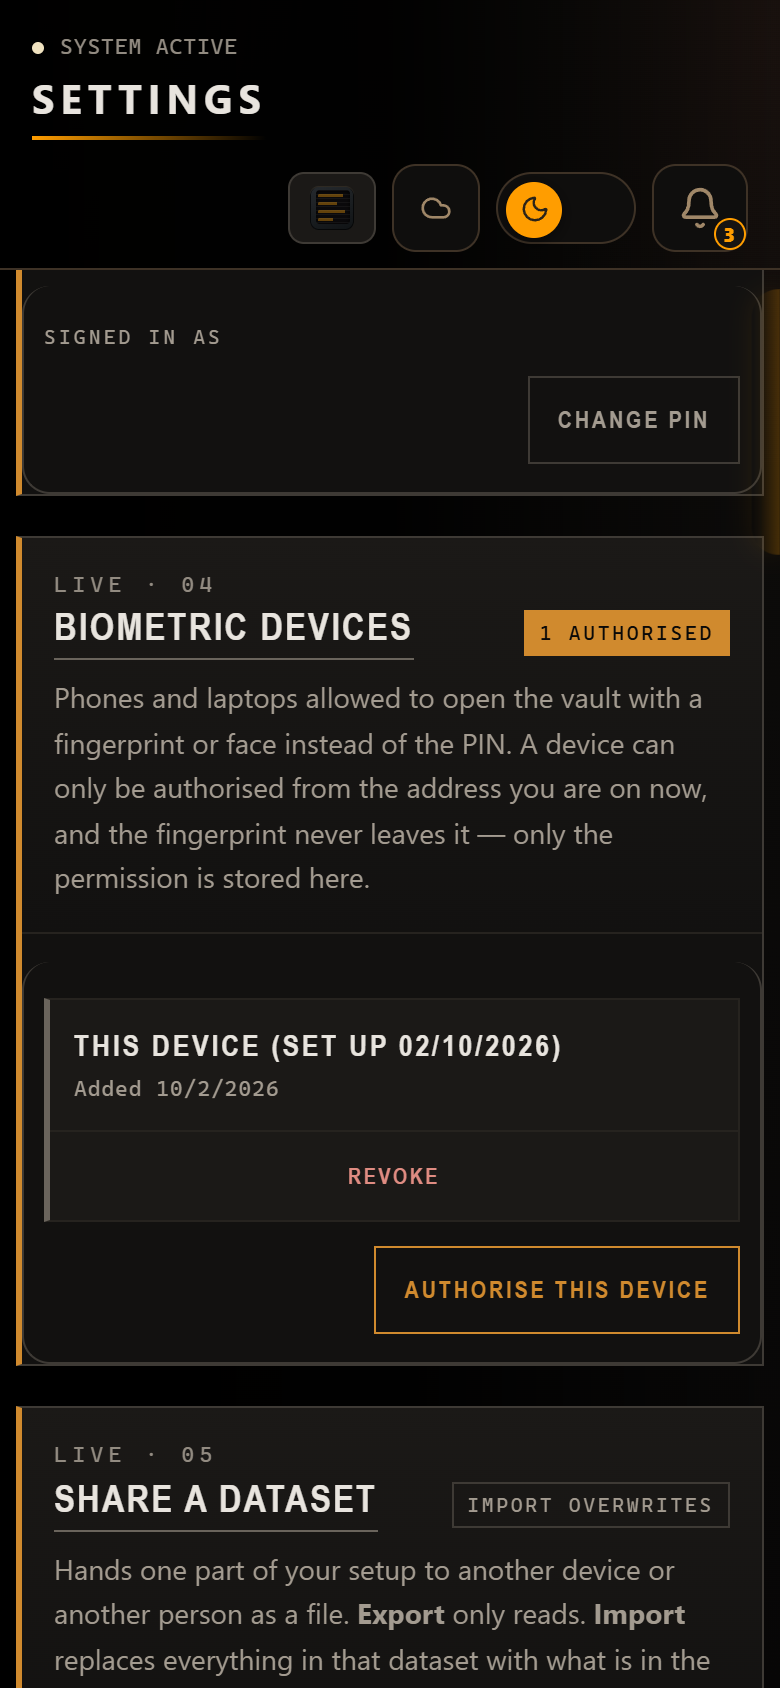 SYSTEM ACTIVE
SETTINGS
3
SIGNED IN AS
CHANGE PIN
LIVE · 04
BIOMETRIC DEVICES
1 AUTHORISED
Phones and laptops allowed to open the vault with a
fingerprint or face instead of the PIN. A device can
only be authorised from the address you are on now,
and the fingerprint never leaves it — only the
permission is stored here.
THIS DEVICE (SET UP 02/10/2026)
Added 10/2/2026
REVOKE
AUTHORISE THIS DEVICE
LIVE · 05
SHARE A DATASET
IMPORT OVERWRITES
Hands one part of your setup to another device or
another person as a file. Export only reads. Import
replaces everything in that dataset with what is in the